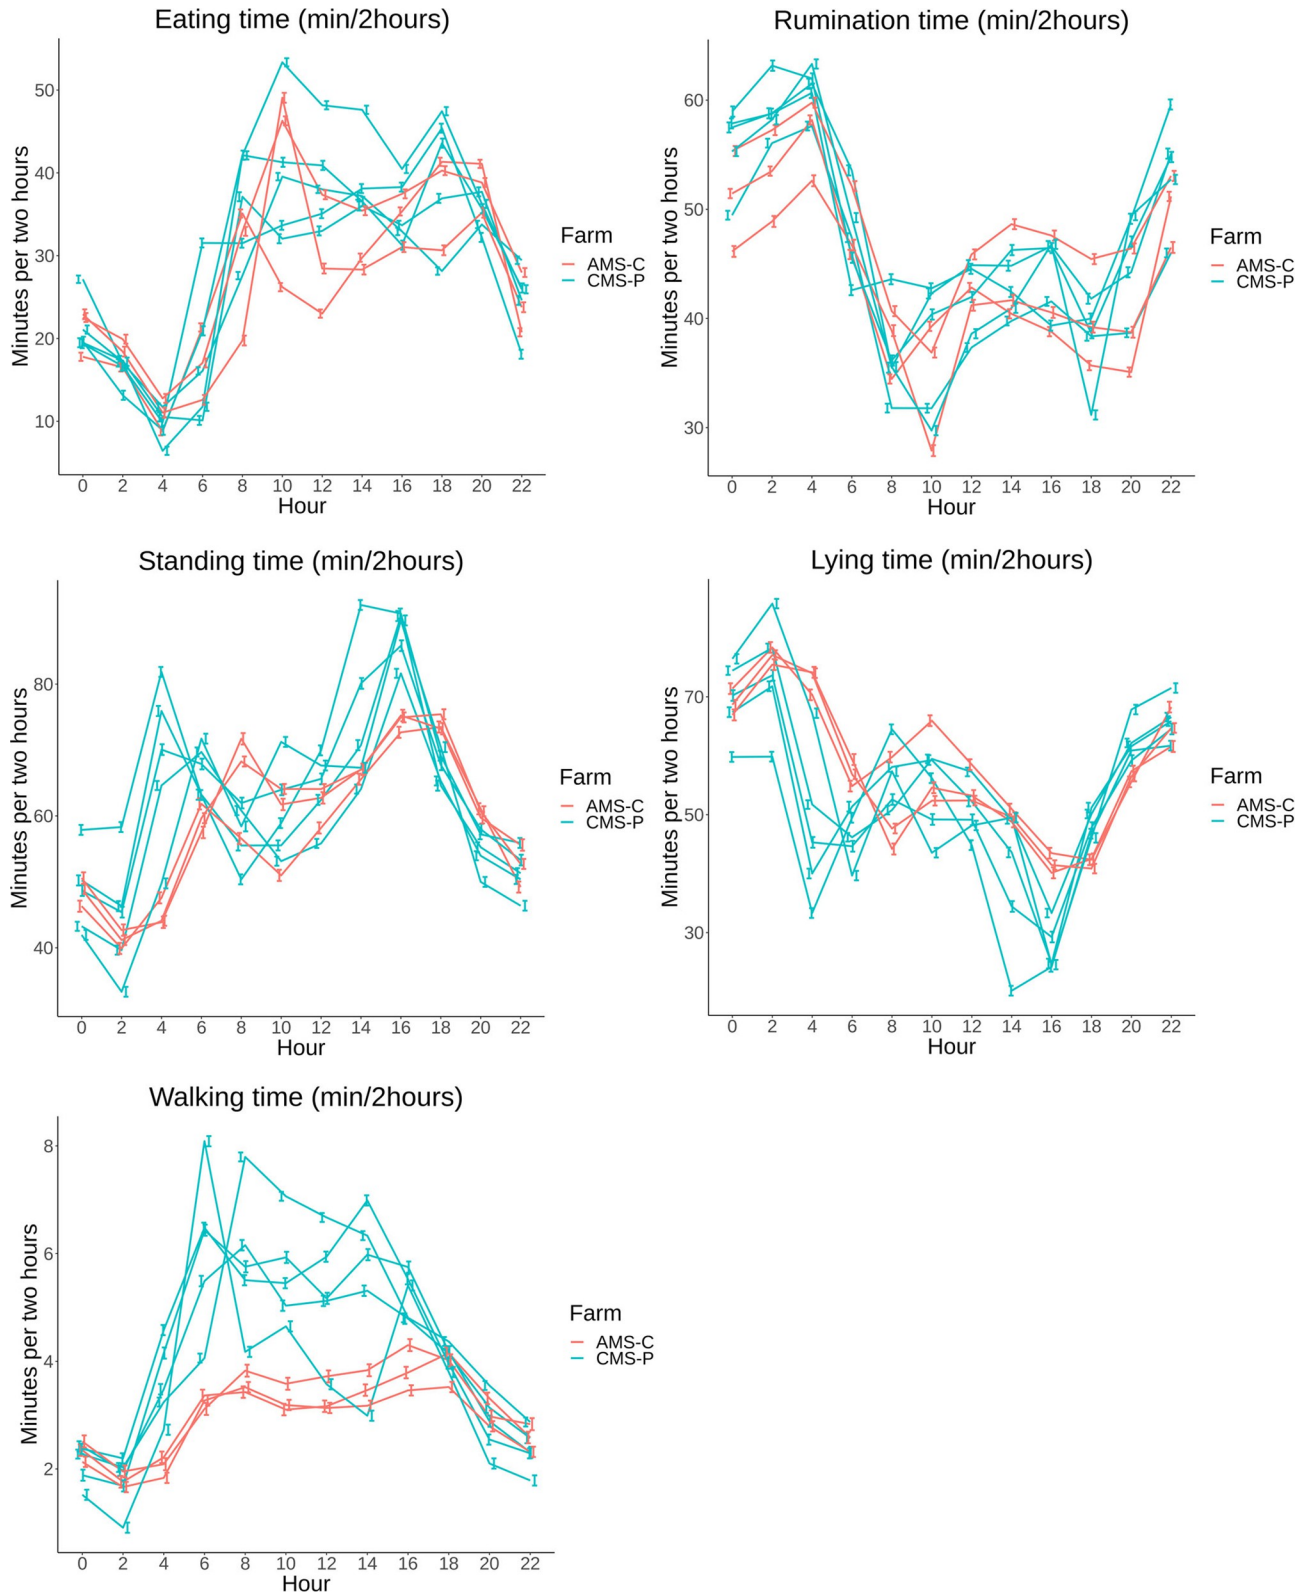 Eating time (min/2hours)
Minutes per two hours
50
40
30
20
10
0 2 4 6 8 10 12 14 16 18 20 22
Hour
Farm
AMS-C
CMS-P
Rumination time (min/2hours)
Minutes per two hours
60
50
40
30
0 2 4 6 8 10 12 14 16 18 20 22
Hour
Farm
AMS-C
CMS-P
Standing time (min/2hours)
Minutes per two hours
80
60
40
0 2 4 6 8 10 12 14 16 18 20 22
Hour
Farm
AMS-C
CMS-P
Lying time (min/2hours)
Minutes per two hours
70
50
30
0 2 4 6 8 10 12 14 16 18 20 22
Hour
Farm
AMS-C
CMS-P
Walking time (min/2hours)
Minutes per two hours
8
6
4
2
0 2 4 6 8 10 12 14 16 18 20 22
Hour
Farm
AMS-C
CMS-P